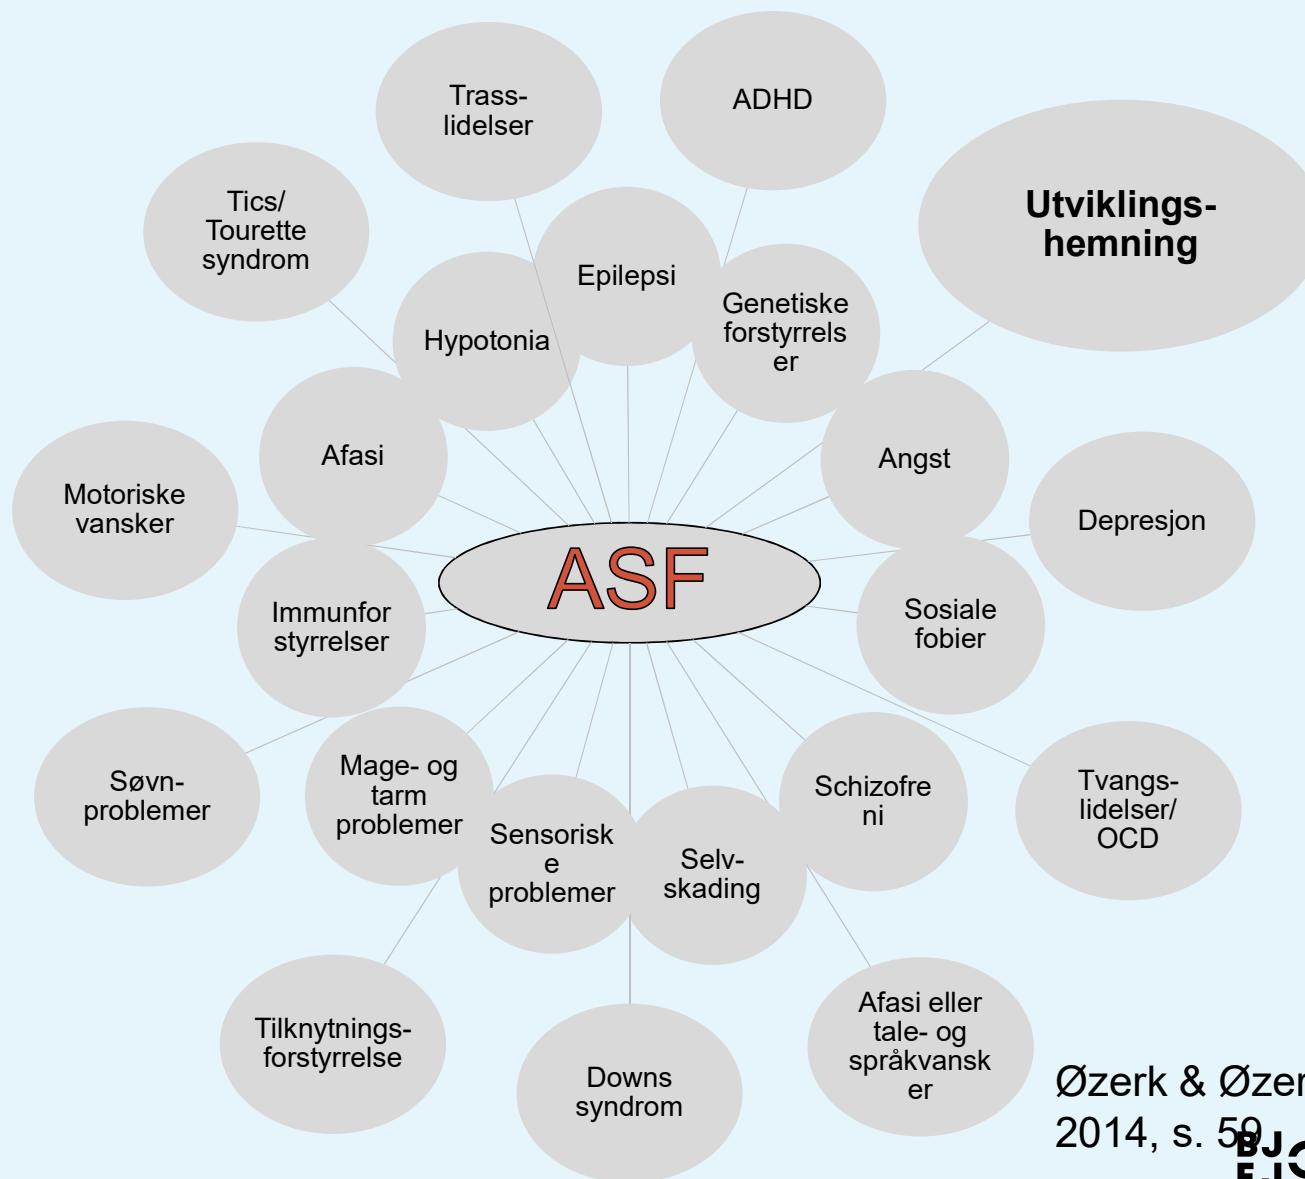 Trass-
lidelser
ADHD
Utviklings-
hemning
Tics/
Tourette
syndrom
Epilepsi
Genetiske
forstyrrels
er
Hypotonia
Afasi
Angst
Motoriske
vansker
Depresjon
ASF
Immunfor
styrrelser
Sosiale
fobier
Søvn-
problemer
Mage- og
tarm
problemer
Sensorisk
e
problemer
Selv-
skading
Schizofre
ni
Tvangs-
lidelser/
OCD
Tilknytnings-
forstyrrelse
Downs
syndrom
Afasi eller
tale- og
språkvansk
er
Øzerk &
2014, s. 59